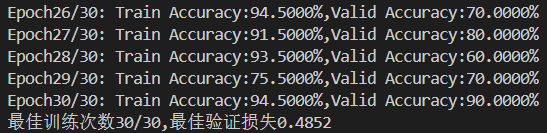 Epoch26/30: Train Accuracy:94.5000%,Valid Accuracy:70.0000%
Epoch27/30: Train Accuracy:91.5000%,Valid Accuracy:80.0000%
Epoch28/30: Train Accuracy:93.5000%,Valid Accuracy:60.0000%
Epoch29/30: Train Accuracy:75.5000%,Valid Accuracy:70.0000%
Epoch30/30: Train Accuracy:94.5000%,Valid Accuracy:90.0000%
最佳训练次数30/30,最佳验证损失0.4852